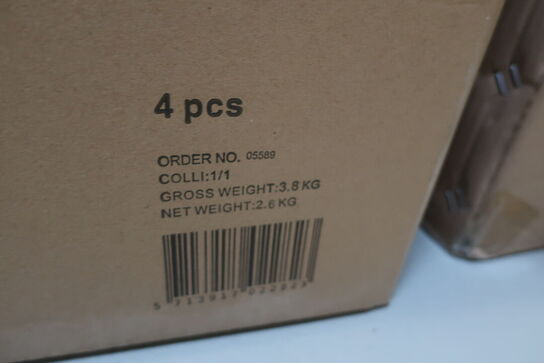 4 pcs
ORDER NO. 05589
COLLI:1/1
GROSS WEIGHT:3.8 KG
NET WEIGHT:2.6 KG